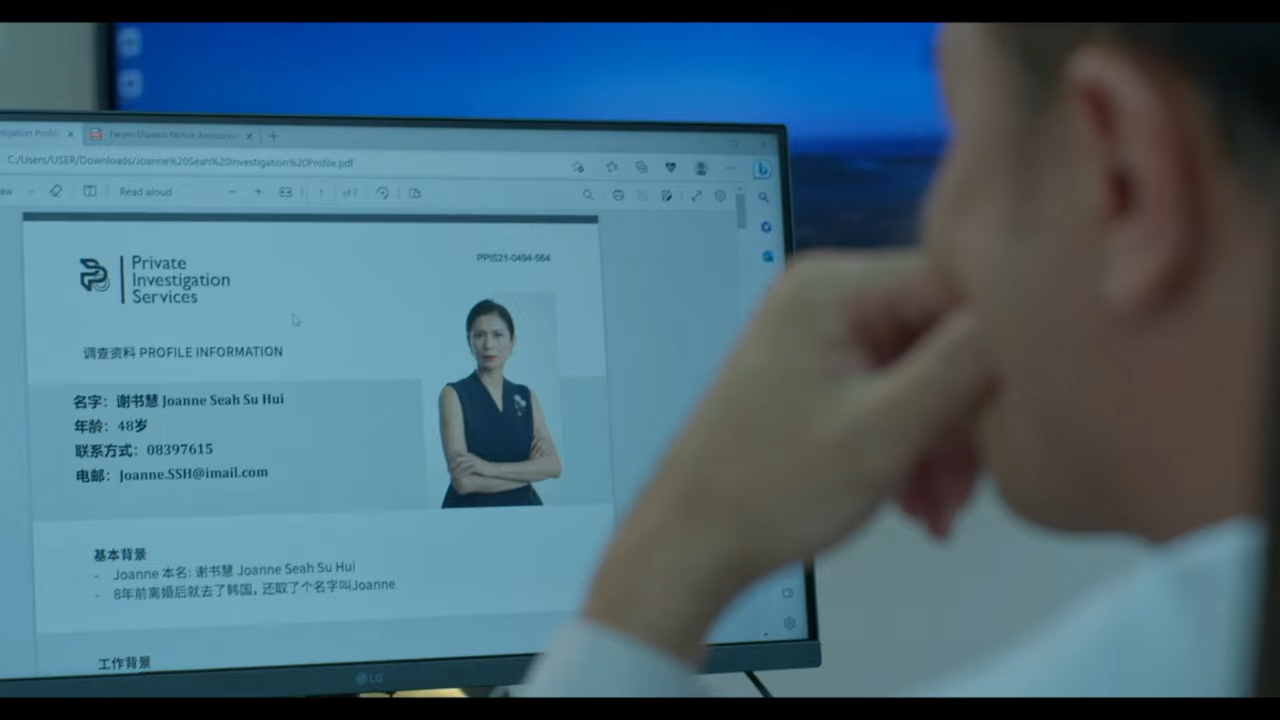 C:/Users/USER/Downloads/Joanne%20Seah%20Investigation%20Profile.pdf
Read aloud
of 7
Private
Investigation
Services
PPIS21-0494-564
调查资料 PROFILE INFORMATION
名字: 谢书慧 Joanne Seah Su Hui
年龄: 48岁
联系方式: 08397615
电邮: Joanne.SSH@imail.com
基本背景
- Joanne 本名: 谢书慧 Joanne Seah Su Hui
- 8年前离婚后就去了韩国, 还取了个名字叫Joanne
工作背景
LG